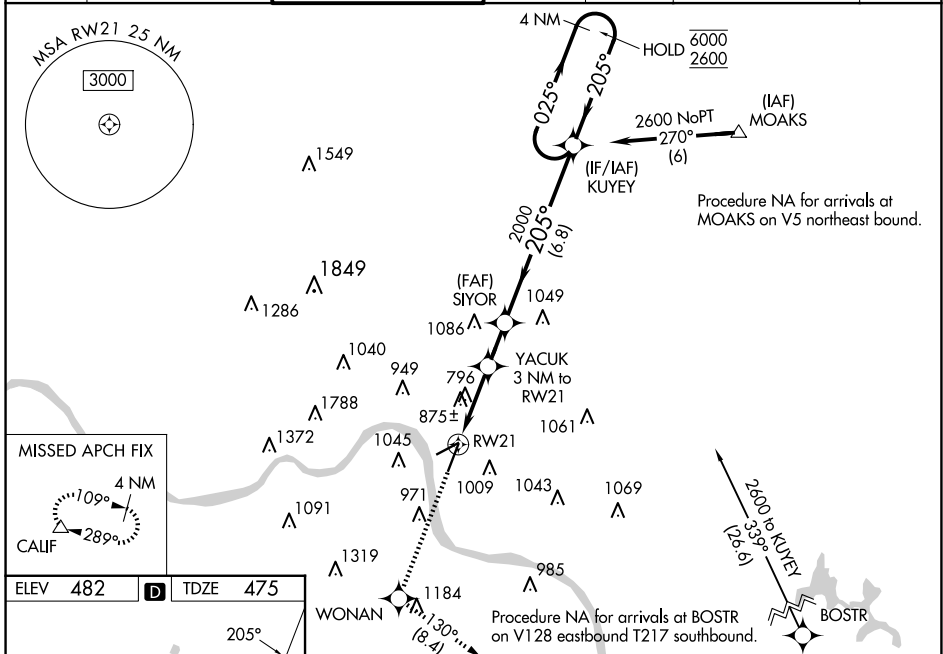 MSA RW21 25 NM
3000
4 NM
HOLD 6000
2600
025°
205°
2600 NoPT
270°
(6)
(IAF)
MOAKS
(IF/IAF)
KUYEY
Procedure NA for arrivals at
MOAKS on V5 northeast bound.
1549
2000
205°
(6.8)
1849
1286
(FAF)
SIYOR
1086
1049
1040
949
796
875±
YACUK
3 NM to
RW21
1788
1372
1045
RW21
1061
1009
1043
1069
971
1091
1319
985
1184
MISSED APCH FIX
4 NM
109°
289°
CALIF
2600 to KUYEY
339°
(26.6)
BOSTR
WONAN
130°
(8.4)
Procedure NA for arrivals at BOSTR
on V128 eastbound T217 southbound.
ELEV 482 D TDZE 475
205°